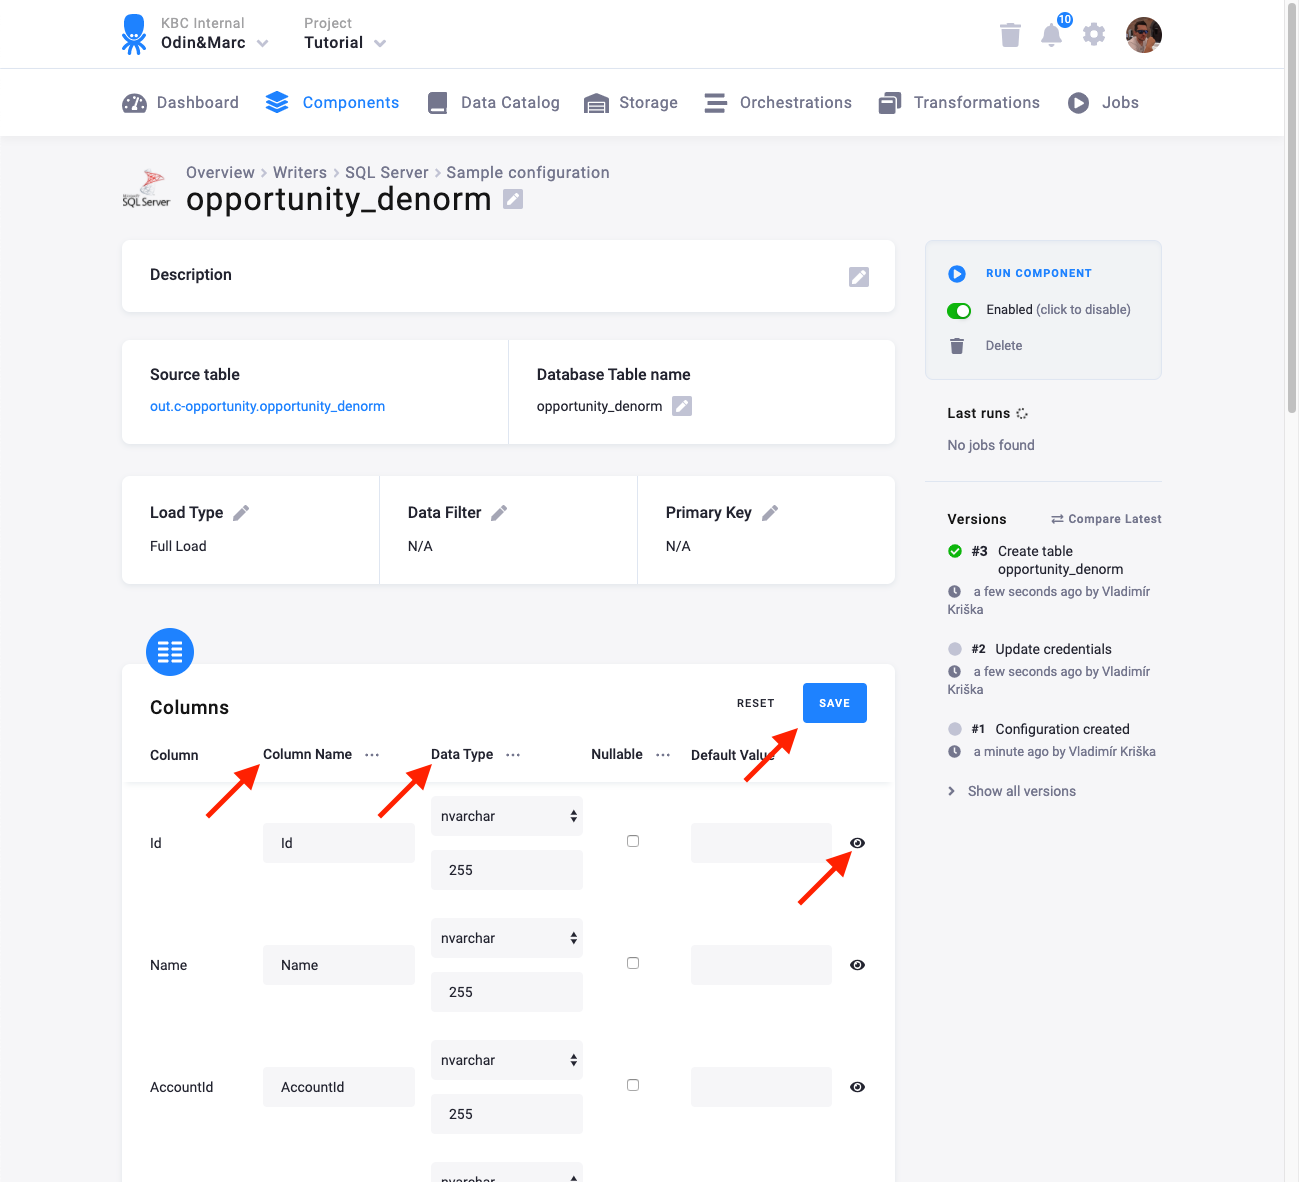 KBC Internal
Odin&Marc
Project
Tutorial
10
Dashboard
Components
Data Catalog
Storage
Orchestrations
Transformations
Jobs
Overview > Writers > SQL Server > Sample configuration
SQL Server
opportunity_denorm
Description
RUN COMPONENT
Enabled (click to disable)
Delete
Source table
out.c-opportunity.opportunity_denorm
Database Table name
opportunity_denorm
Last runs
No jobs found
Load Type
Full Load
Data Filter
N/A
Primary Key
N/A
Versions
Compare Latest
#3 Create table
opportunity_denorm
a few seconds ago by Vladimír
Kriška
#2 Update credentials
a few seconds ago by Vladimír
Kriška
#1 Configuration created
a minute ago by Vladimír Kriška
Show all versions
Columns
RESET
SAVE
Column
Column Name ...
Data Type ...
Nullable ...
Default Value
Id
Id
nvarchar
255
Name
Name
nvarchar
255
AccountId
AccountId
nvarchar
255
nvarchar